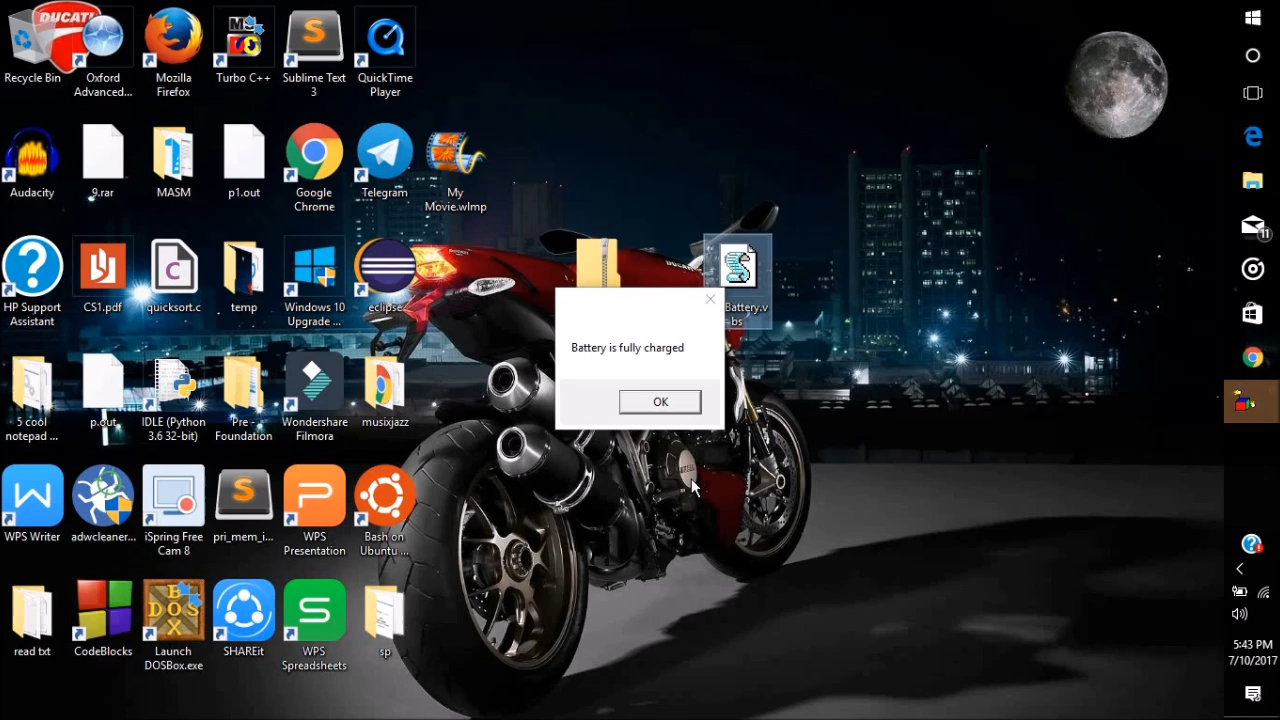 DUCATI
Recycle Bin
Oxford
Advanced...
Mozilla
Firefox
Turbo C++
Sublime Text
3
QuickTime
Player
Audacity
9.rar
MASM
p1.out
Google
Chrome
Telegram
My
Movie.wlmp
HP Support
Assistant
CS1.pdf
quicksort.c
temp
Windows 10
Upgrade ...
eclipse
Battery.v
bs
Battery is fully charged
OK
5 cool
notepad ...
p.out
IDLE (Python
3.6 32-bit)
Pre -
Foundation
Wondershare
Filmora
musixjazz
WPS Writer
adwcleaner...
iSpring Free
Cam 8
pri_mem_i...
WPS
Presentation
Bash on
Ubuntu ...
read txt
CodeBlocks
DOS
Launch
DOSBox.exe
SHAREit
WPS
Spreadsheets
sp
11
5:43 PM
7/10/2017